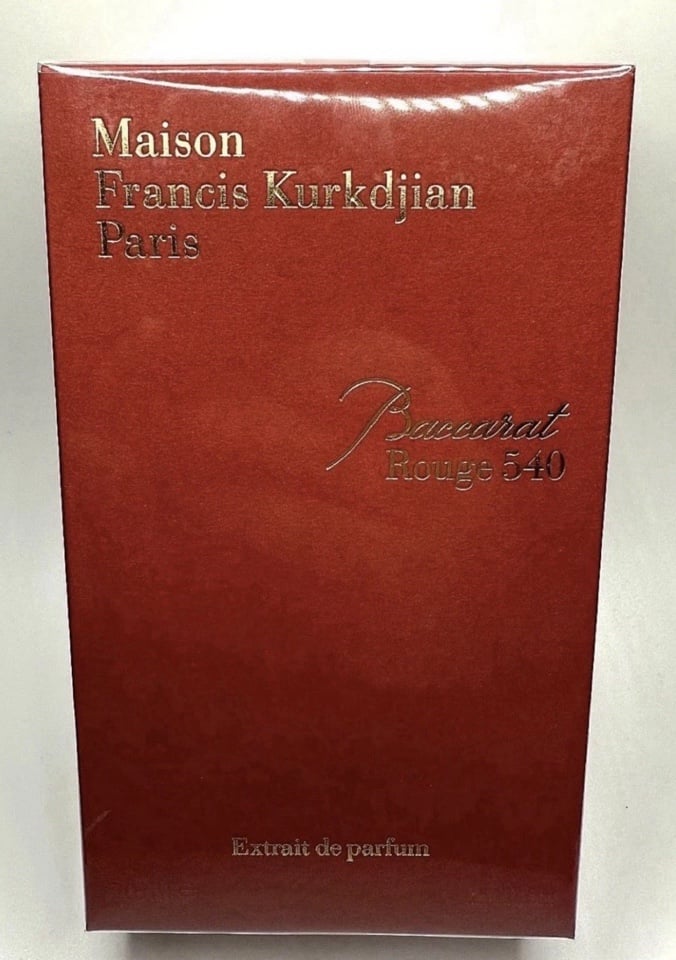 Maison
Francis Kurkdjian
Paris
Baccarat
Rouge 540
Extrait de parfum